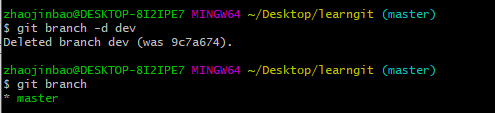 zhaojinbao@DESKTOP-8I2IPE7 MINGW64 ~/Desktop/learngit (master)
$ git branch -d dev
Deleted branch dev (was 9c7a674).
zhaojinbao@DESKTOP-8I2IPE7 MINGW64 ~/Desktop/learngit (master)
$ git branch
* master